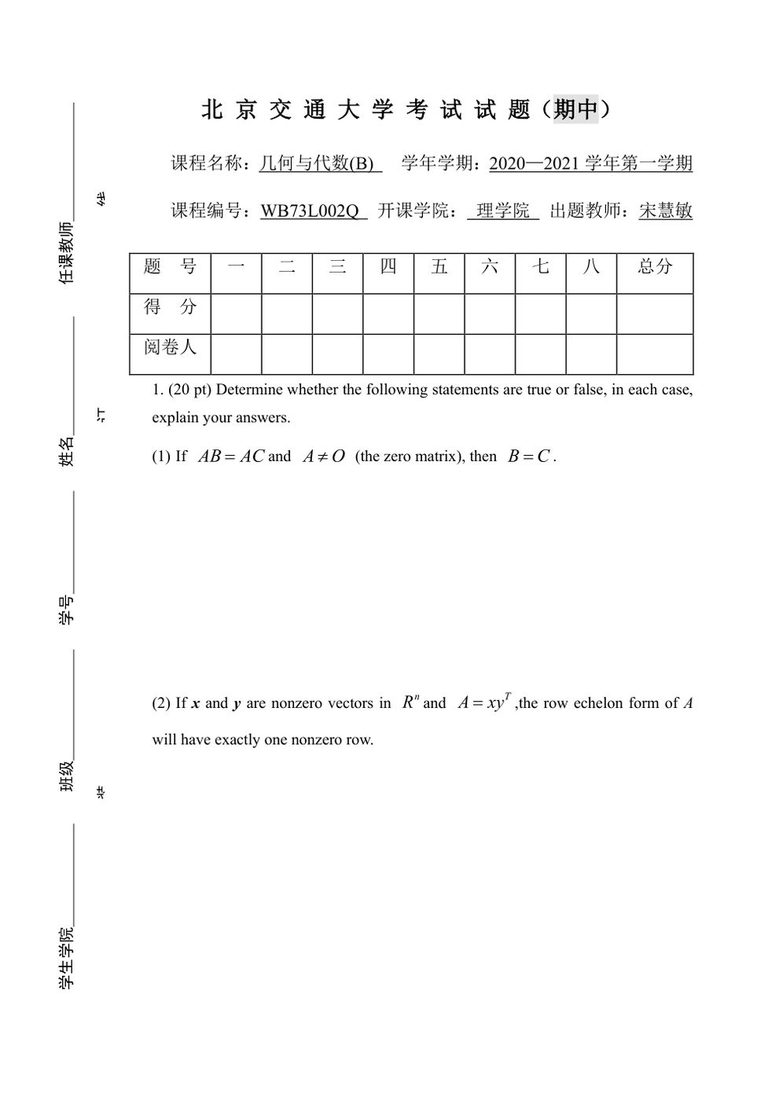 北 京 交 通 大 学 考 试 试 题（期中）
课程名称：几何与代数(B) 学年学期：2020—2021 学年第一学期
课程编号：WB73L002Q 开课学院： 理学院 出题教师：宋慧敏
题 号 一 二 三 四 五 六 七 八 总分
得 分
阅卷人
1. (20 pt) Determine whether the following statements are true or false, in each case,
explain your answers.
(1) If AB = AC and A ≠ O (the zero matrix), then B = C .
(2) If x and y are nonzero vectors in Rⁿ and A = xyᵀ ,the row echelon form of A
will have exactly one nonzero row.
任课教师
姓名
学号
班级
学生学院
订